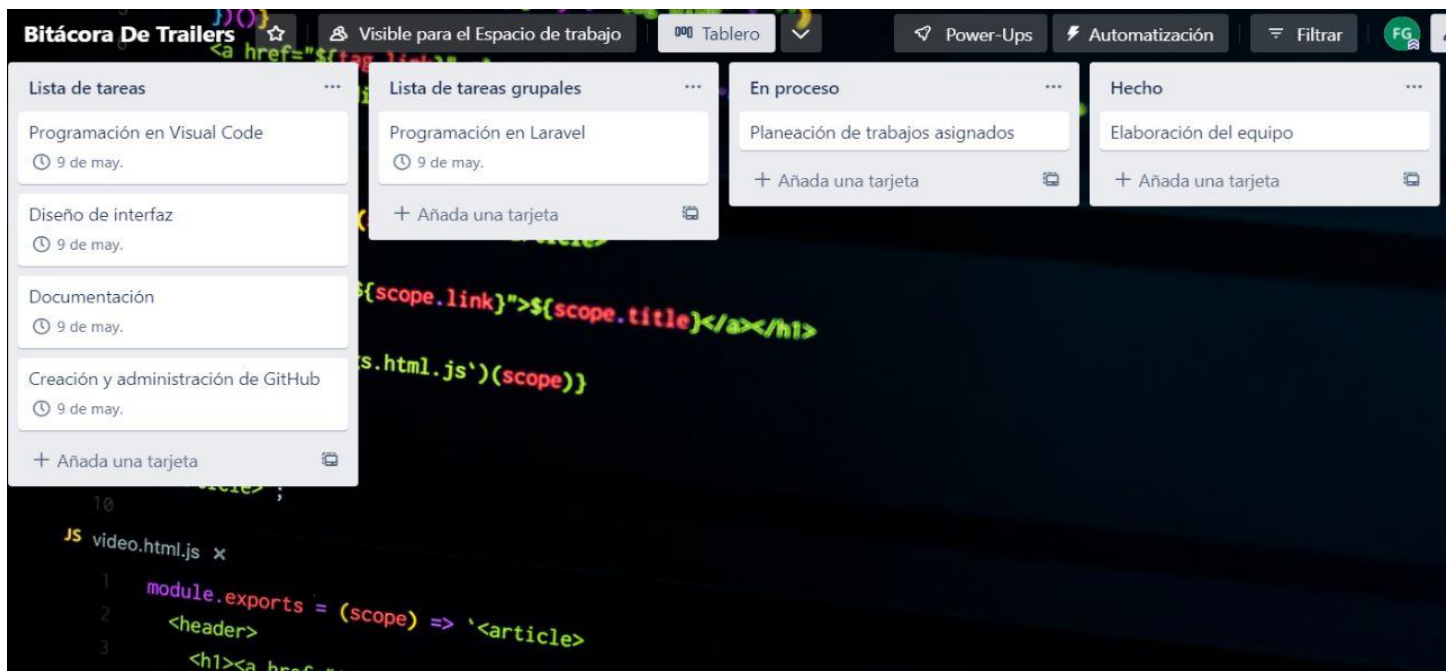 })()}
Bitácora De Trailers
Visible para el Espacio de trabajo
Tablero
Power-Ups
Automatización
Filtrar
FG
<a href="${tag.link}"
Lista de tareas
Programación en Visual Code
9 de may.
Diseño de interfaz
9 de may.
Documentación
9 de may.
Creación y administración de GitHub
9 de may.
+ Añada una tarjeta
Lista de tareas grupales
Programación en Laravel
9 de may.
+ Añada una tarjeta
En proceso
Planeación de trabajos asignados
+ Añada una tarjeta
Hecho
Elaboración del equipo
+ Añada una tarjeta
{scope.link}">${scope.title}</a></h1>
s.html.js`)(scope)}
10
JS video.html.js ×
1 module.exports = (scope) => `<article>
2 <header>
3 <h1><a href="